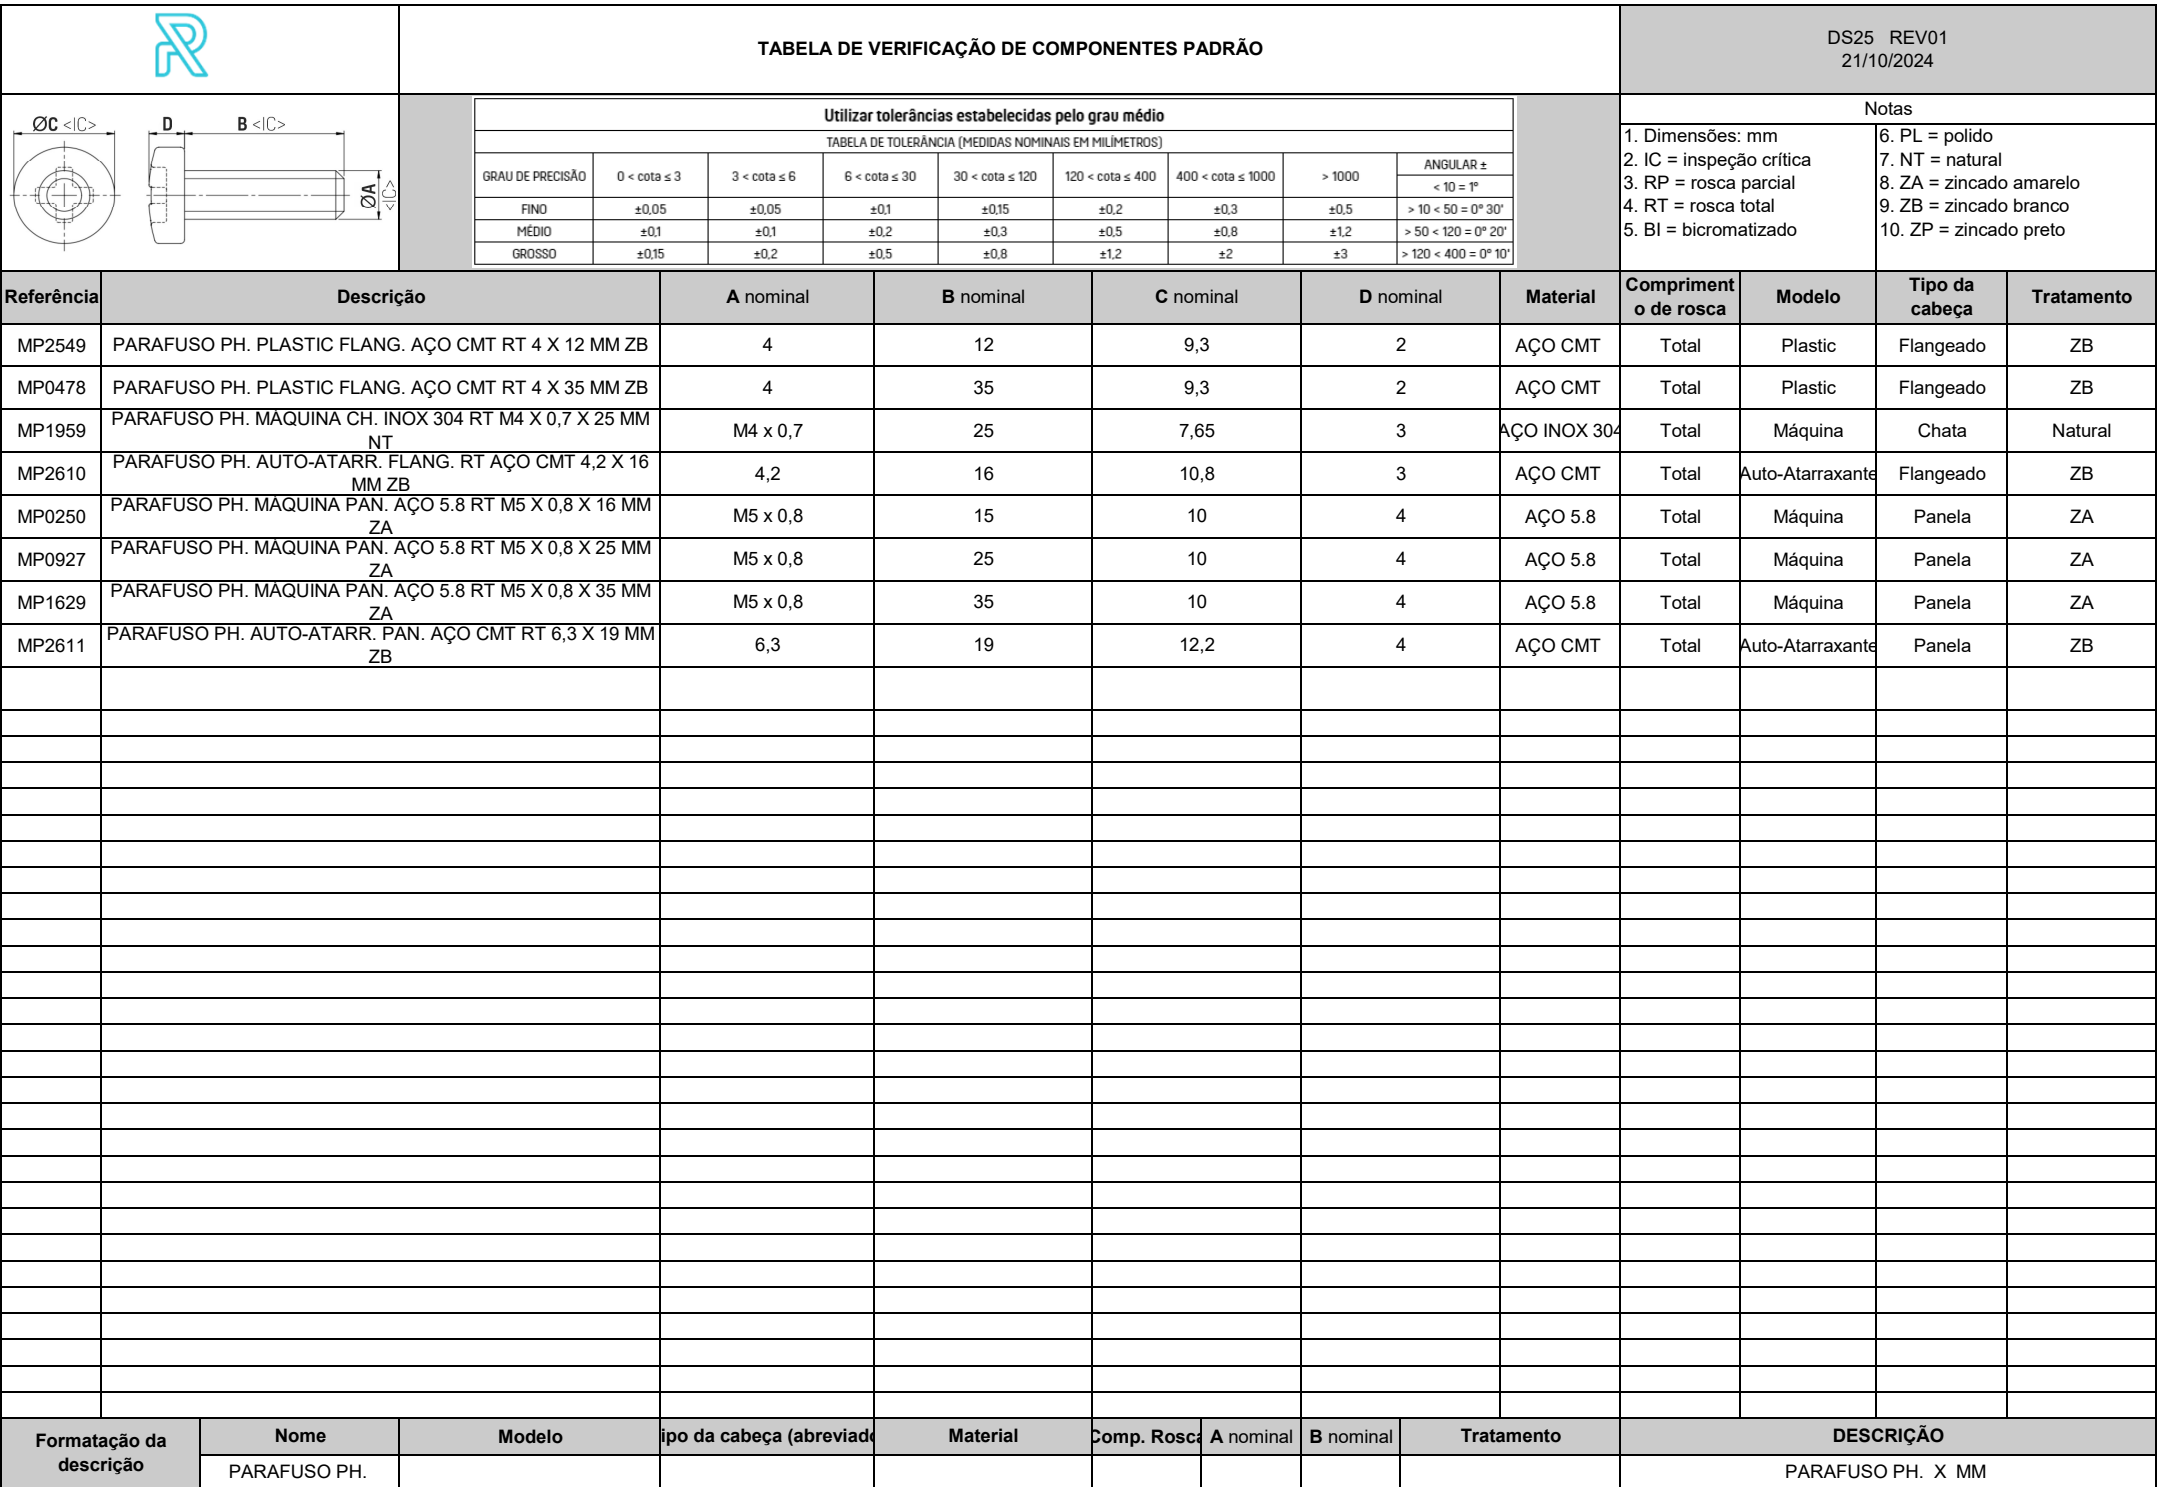 TABELA DE VERIFICAÇÃO DE COMPONENTES PADRÃO
DS25 REV01
21/10/2024
ØC <IC>
D
B <IC>
ØA <IC>
Utilizar tolerâncias estabelecidas pelo grau médio
TABELA DE TOLERÂNCIA (MEDIDAS NOMINAIS EM MILÍMETROS)
GRAU DE PRECISÃO 0 < cota ≤ 3 3 < cota ≤ 6 6 < cota ≤ 30 30 < cota ≤ 120 120 < cota ≤ 400 400 < cota ≤ 1000 > 1000 ANGULAR ±
< 10 = 1º
FINO ±0,05 ±0,05 ±0,1 ±0,15 ±0,2 ±0,3 ±0,5 > 10 < 50 = 0º 30'
MÉDIO ±0,1 ±0,1 ±0,2 ±0,3 ±0,5 ±0,8 ±1,2 > 50 < 120 = 0º 20'
GROSSO ±0,15 ±0,2 ±0,5 ±0,8 ±1,2 ±2 ±3 > 120 < 400 = 0º 10'
Notas
1. Dimensões: mm
2. IC = inspeção crítica
3. RP = rosca parcial
4. RT = rosca total
5. BI = bicromatizado
6. PL = polido
7. NT = natural
8. ZA = zincado amarelo
9. ZB = zincado branco
10. ZP = zincado preto
Referência Descrição A nominal B nominal C nominal D nominal Material Compriment o de rosca Modelo Tipo da cabeça Tratamento
MP2549 PARAFUSO PH. PLASTIC FLANG. AÇO CMT RT 4 X 12 MM ZB 4 12 9,3 2 AÇO CMT Total Plastic Flangeado ZB
MP0478 PARAFUSO PH. PLASTIC FLANG. AÇO CMT RT 4 X 35 MM ZB 4 35 9,3 2 AÇO CMT Total Plastic Flangeado ZB
MP1959 PARAFUSO PH. MÁQUINA CH. INOX 304 RT M4 X 0,7 X 25 MM NT M4 x 0,7 25 7,65 3 AÇO INOX 304 Total Máquina Chata Natural
MP2610 PARAFUSO PH. AUTO-ATARR. FLANG. RT AÇO CMT 4,2 X 16 MM ZB 4,2 16 10,8 3 AÇO CMT Total Auto-Atarraxante Flangeado ZB
MP0250 PARAFUSO PH. MÁQUINA PAN. AÇO 5.8 RT M5 X 0,8 X 16 MM ZA M5 x 0,8 15 10 4 AÇO 5.8 Total Máquina Panela ZA
MP0927 PARAFUSO PH. MÁQUINA PAN. AÇO 5.8 RT M5 X 0,8 X 25 MM ZA M5 x 0,8 25 10 4 AÇO 5.8 Total Máquina Panela ZA
MP1629 PARAFUSO PH. MÁQUINA PAN. AÇO 5.8 RT M5 X 0,8 X 35 MM ZA M5 x 0,8 35 10 4 AÇO 5.8 Total Máquina Panela ZA
MP2611 PARAFUSO PH. AUTO-ATARR. PAN. AÇO CMT RT 6,3 X 19 MM ZB 6,3 19 12,2 4 AÇO CMT Total Auto-Atarraxante Panela ZB
Formatação da descrição Nome Modelo ipo da cabeça (abreviado Material Comp. Rosca A nominal B nominal Tratamento DESCRIÇÃO
PARAFUSO PH. PARAFUSO PH. X MM